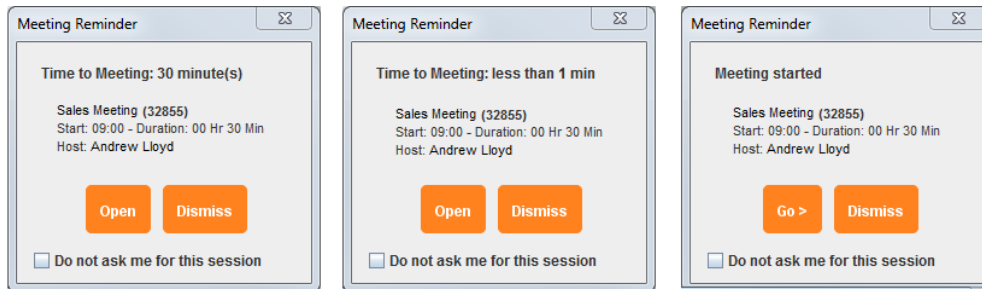 Meeting Reminder
Time to Meeting: 30 minute(s)
Sales Meeting (32855)
Start: 09:00 - Duration: 00 Hr 30 Min
Host: Andrew Lloyd
Open Dismiss
Do not ask me for this session
Meeting Reminder
Time to Meeting: less than 1 min
Sales Meeting (32855)
Start: 09:00 - Duration: 00 Hr 30 Min
Host: Andrew Lloyd
Open Dismiss
Do not ask me for this session
Meeting Reminder
Meeting started
Sales Meeting (32855)
Start: 09:00 - Duration: 00 Hr 30 Min
Host: Andrew Lloyd
Go > Dismiss
Do not ask me for this session